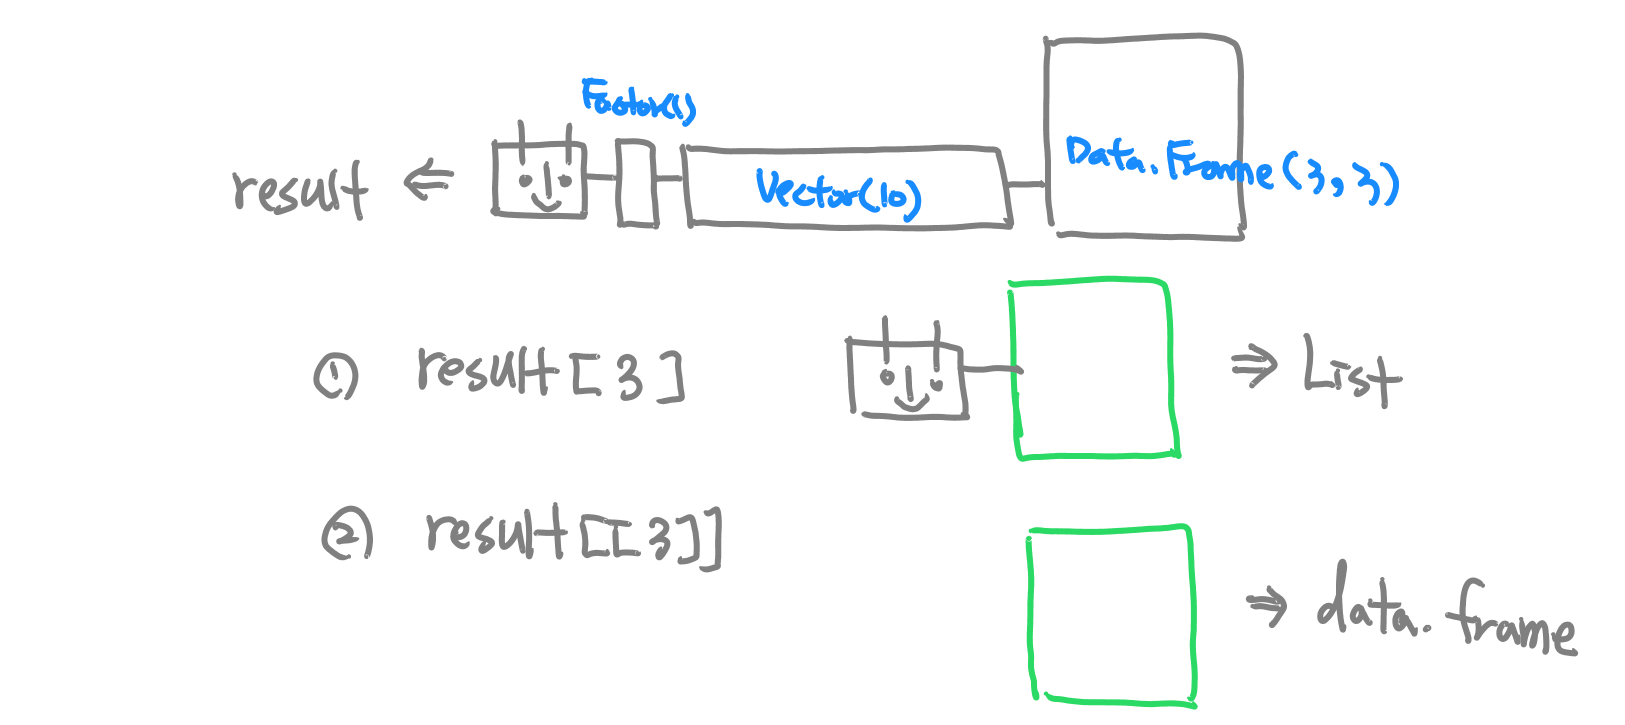 Factor(1)
result ⇐ Vector(10) Data.Frame(3,3)
① result[3] ⇒ List
② result[[3]]
⇒ data.frame